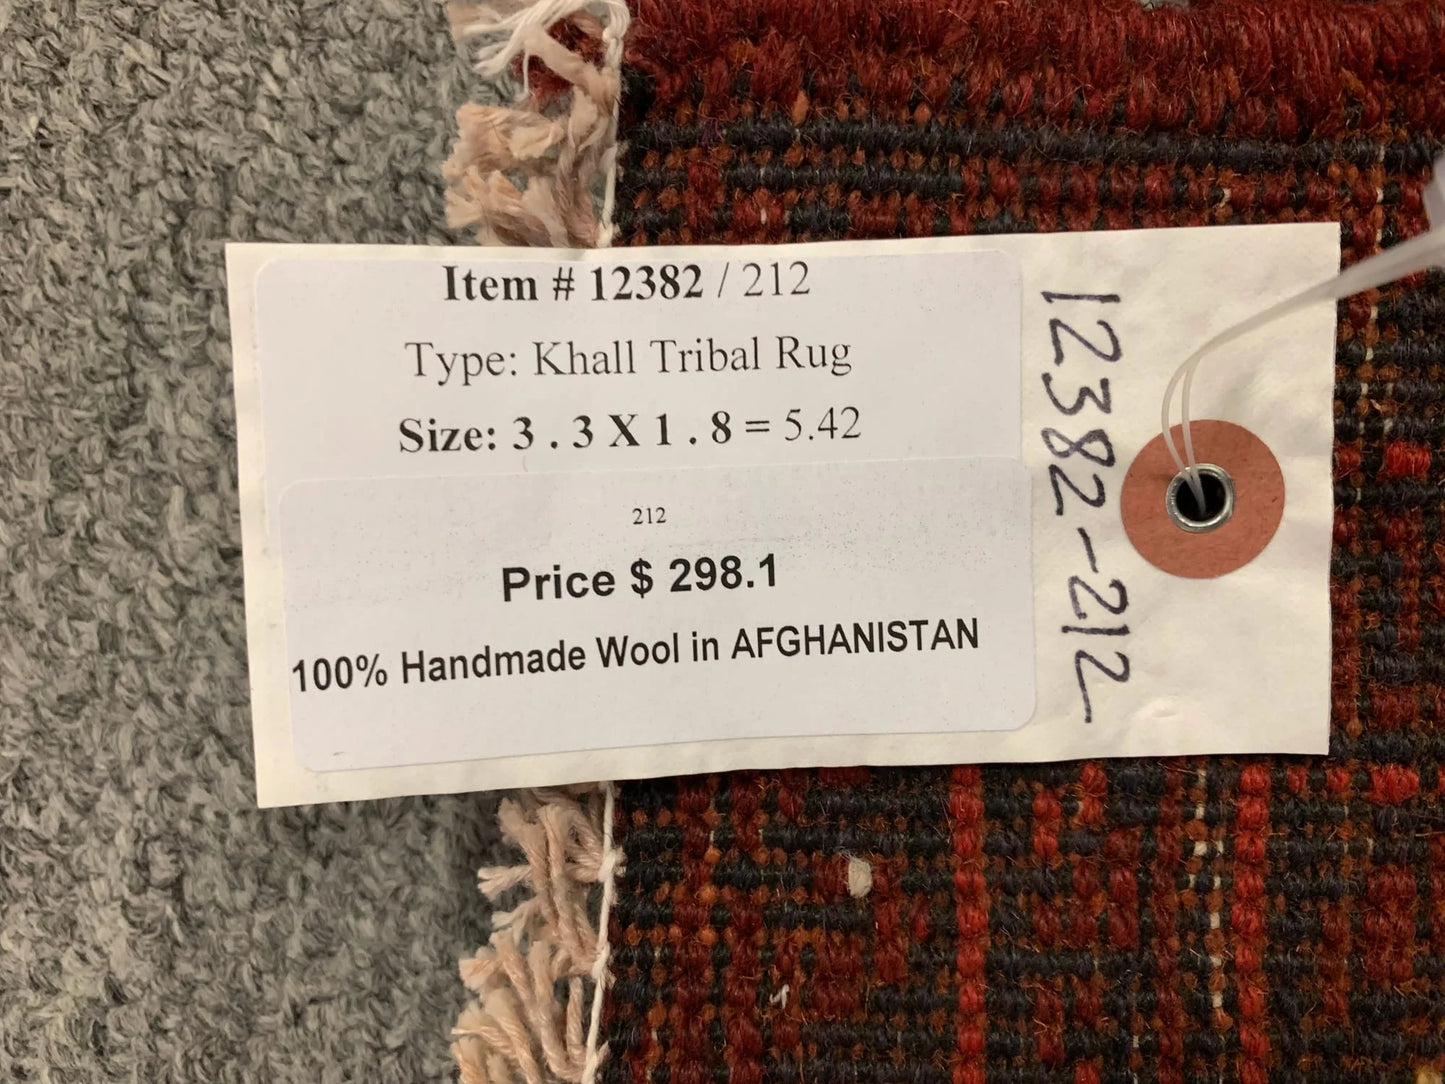 Item # 12382 / 212
Type: Khall Tribal Rug
Size: 3 . 3 X 1 . 8 = 5.42
212
Price $ 298.1
100% Handmade Wool in AFGHANISTAN
12382-212